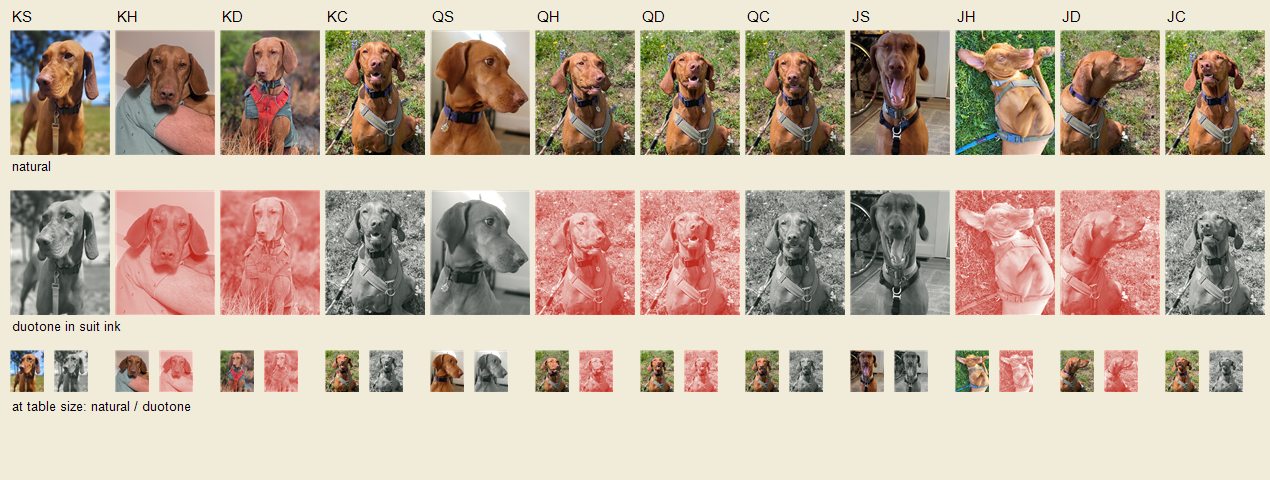 KS KH KD KC QS QH QD QC JS JH JD JC
natural
duotone in suit ink
at table size: natural / duotone